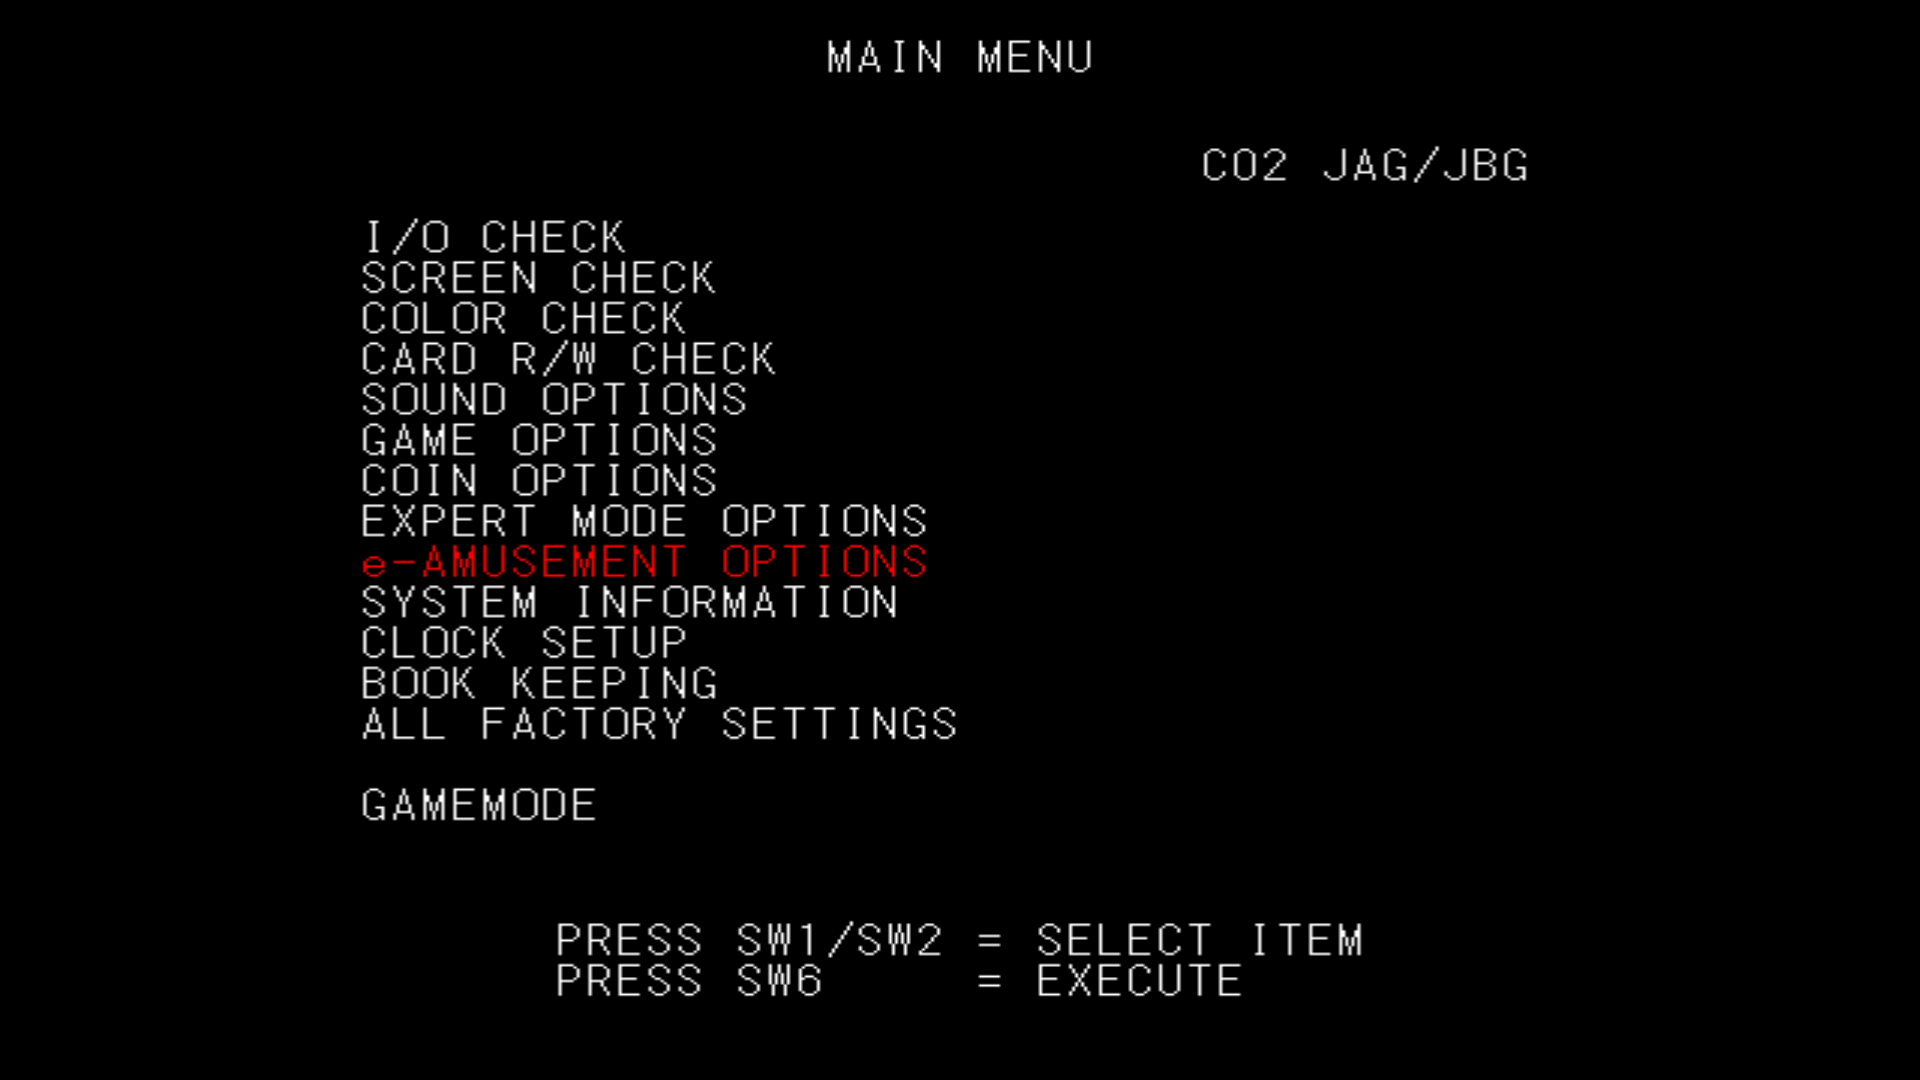 MAIN MENU
CO2 JAG/JBG
I/O CHECK
SCREEN CHECK
COLOR CHECK
CARD R/W CHECK
SOUND OPTIONS
GAME OPTIONS
COIN OPTIONS
EXPERT MODE OPTIONS
e-AMUSEMENT OPTIONS
SYSTEM INFORMATION
CLOCK SETUP
BOOK KEEPING
ALL FACTORY SETTINGS
GAMEMODE
PRESS SW1/SW2 = SELECT ITEM
PRESS SW6 = EXECUTE